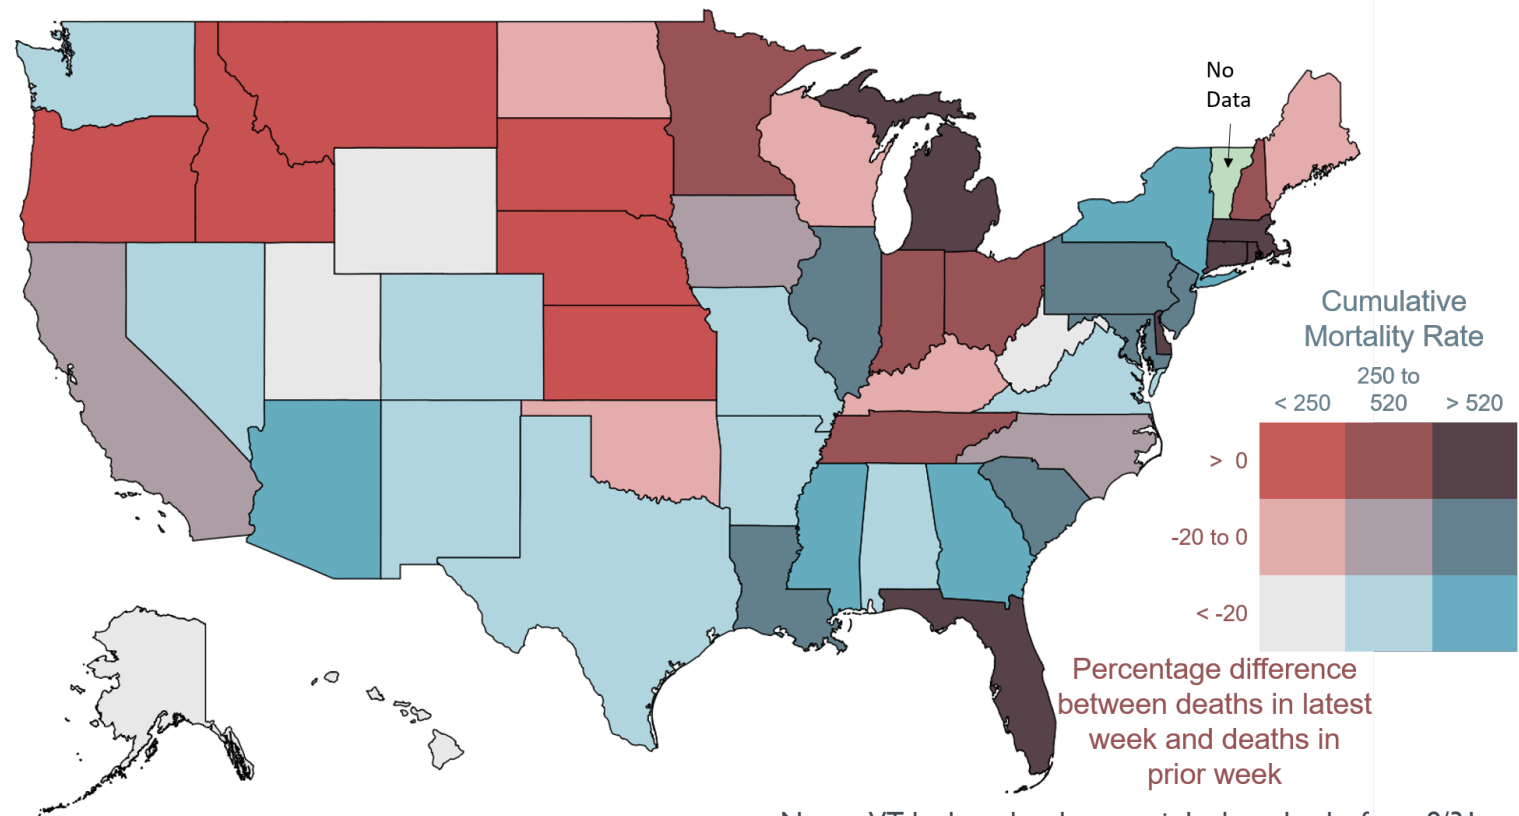 No
Data
Cumulative
Mortality Rate
250 to
< 250 520 > 520
> 0
-20 to 0
< -20
Percentage difference
between deaths in latest
week and deaths in
prior week